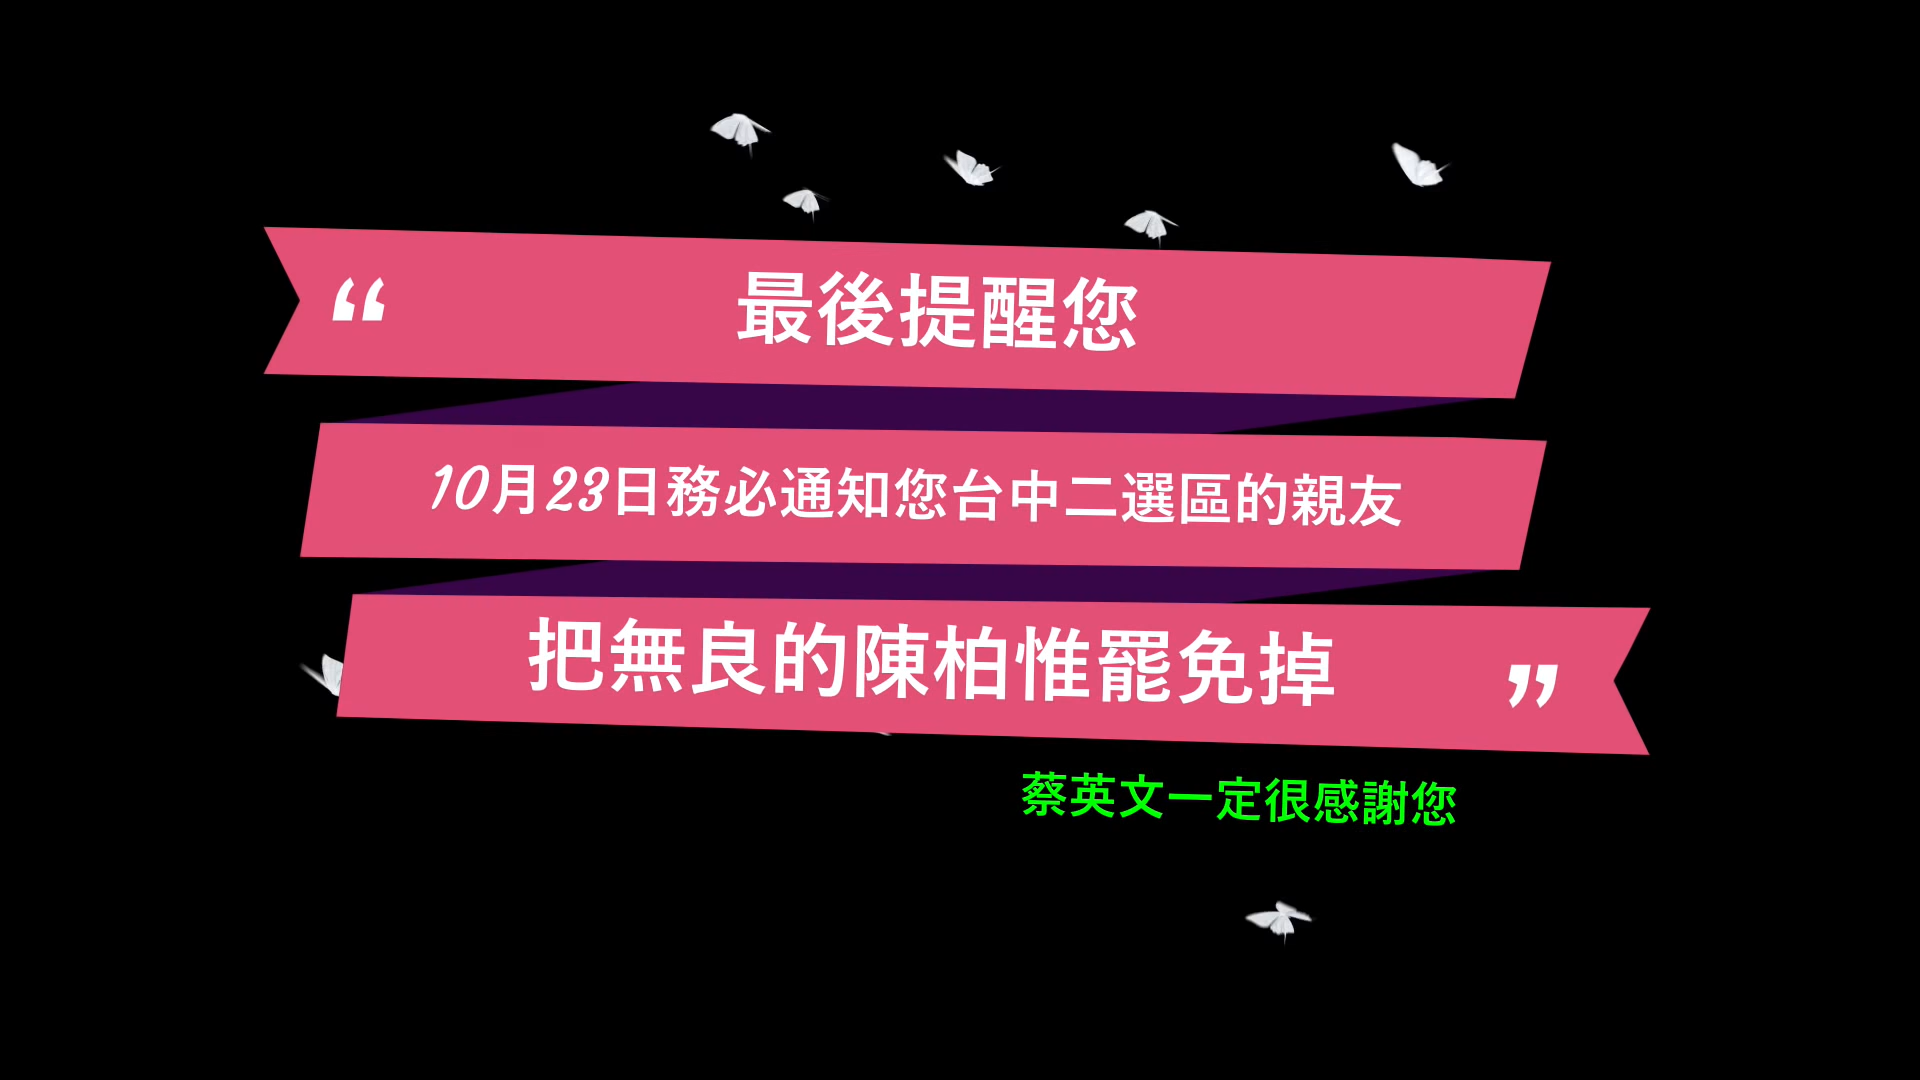 “
最後提醒您
10月23日務必通知您台中二選區的親友
把無良的陳柏惟罷免掉
”
蔡英文一定很感謝您